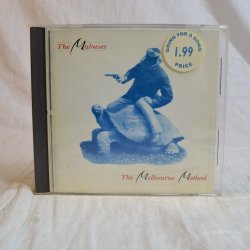 The Mabuses
GOING FOR A SONG
1.99
PRICE
The Melbourne Method